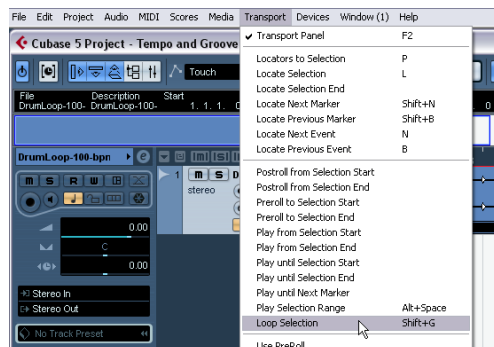 File Edit Project Audio MIDI Scores Media Transport Devices Window (1) Help
Cubase 5 Project - Tempo and Groove
Touch
File Description Start
DrumLoop-100- DrumLoop-100- 1. 1. 1. 0
DrumLoop-100-bpn
m S R W
0.00
C
0.00
Stereo In
Stereo Out
No Track Preset
1 m S D
stereo
Transport Panel F2
Locators to Selection P
Locate Selection L
Locate Selection End
Locate Next Marker Shift+N
Locate Previous Marker Shift+B
Locate Next Event N
Locate Previous Event B
Postroll from Selection Start
Postroll from Selection End
Preroll to Selection Start
Preroll to Selection End
Play from Selection Start
Play from Selection End
Play until Selection Start
Play until Selection End
Play until Next Marker
Play Selection Range Alt+Space
Loop Selection Shift+G
Use PreRoll